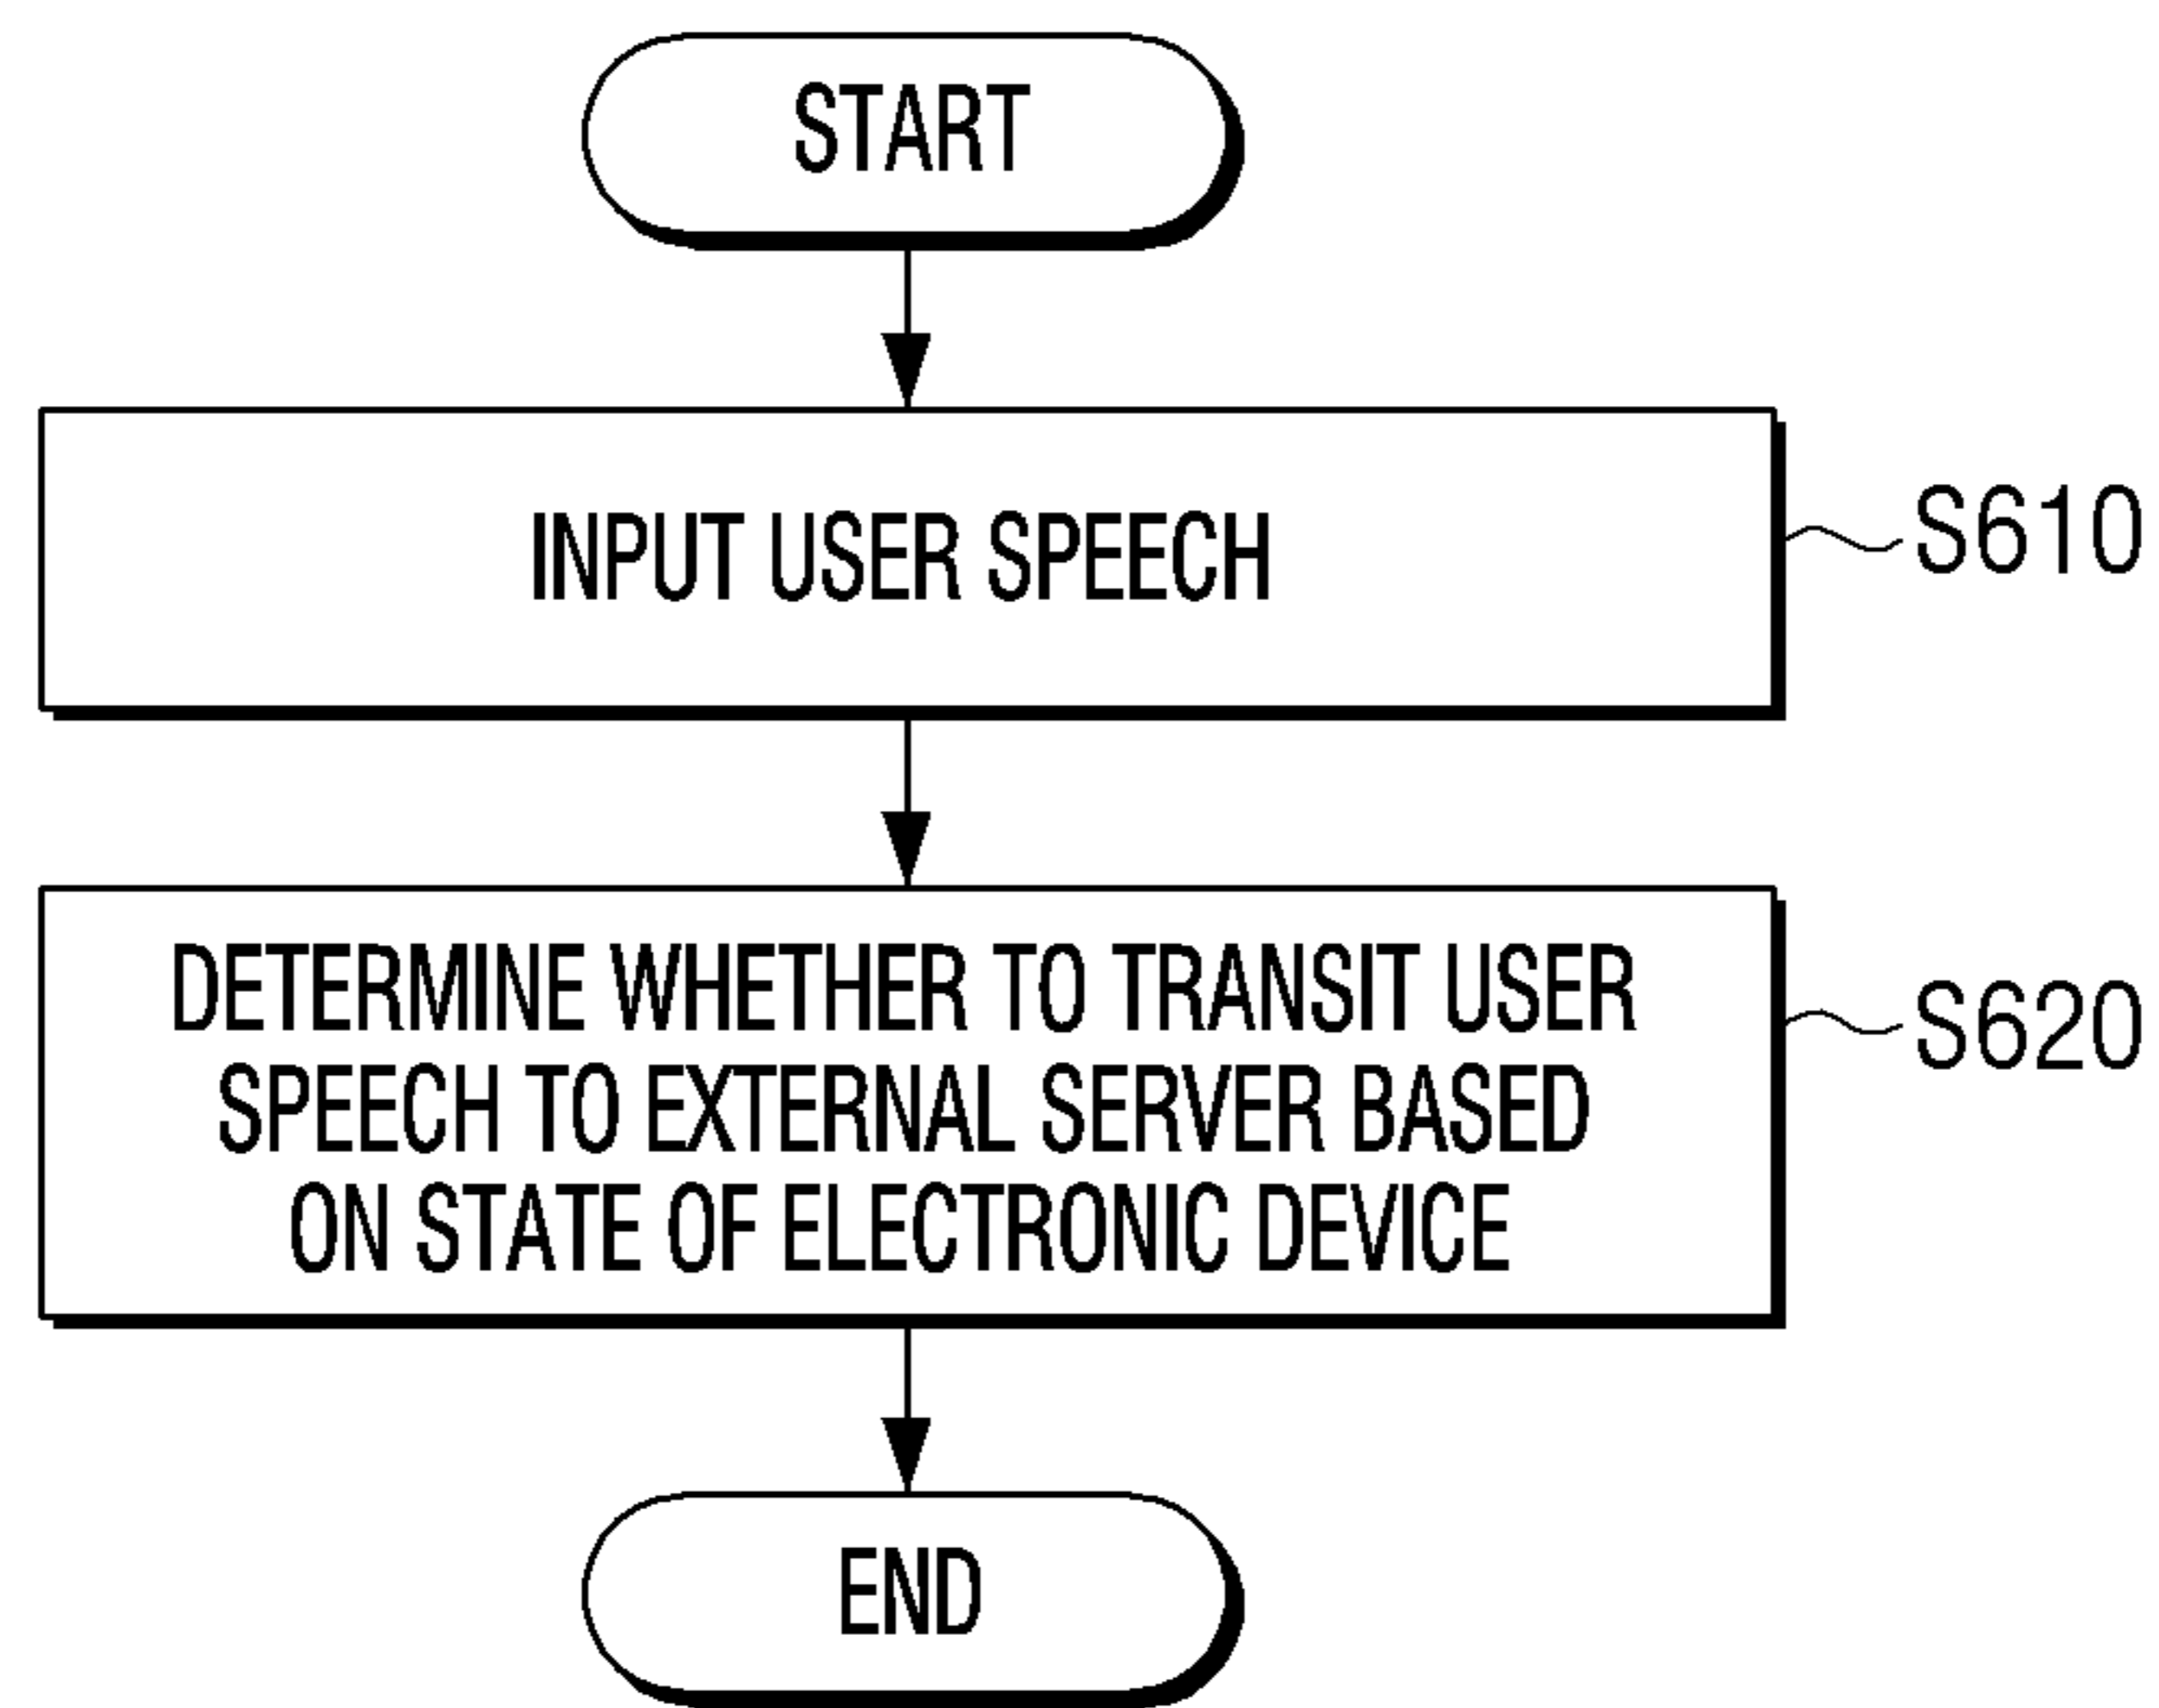 START
INPUT USER SPEECH
S610
DETERMINE WHETHER TO TRANSIT USER
SPEECH TO EXTERNAL SERVER BASED
ON STATE OF ELECTRONIC DEVICE
S620
END